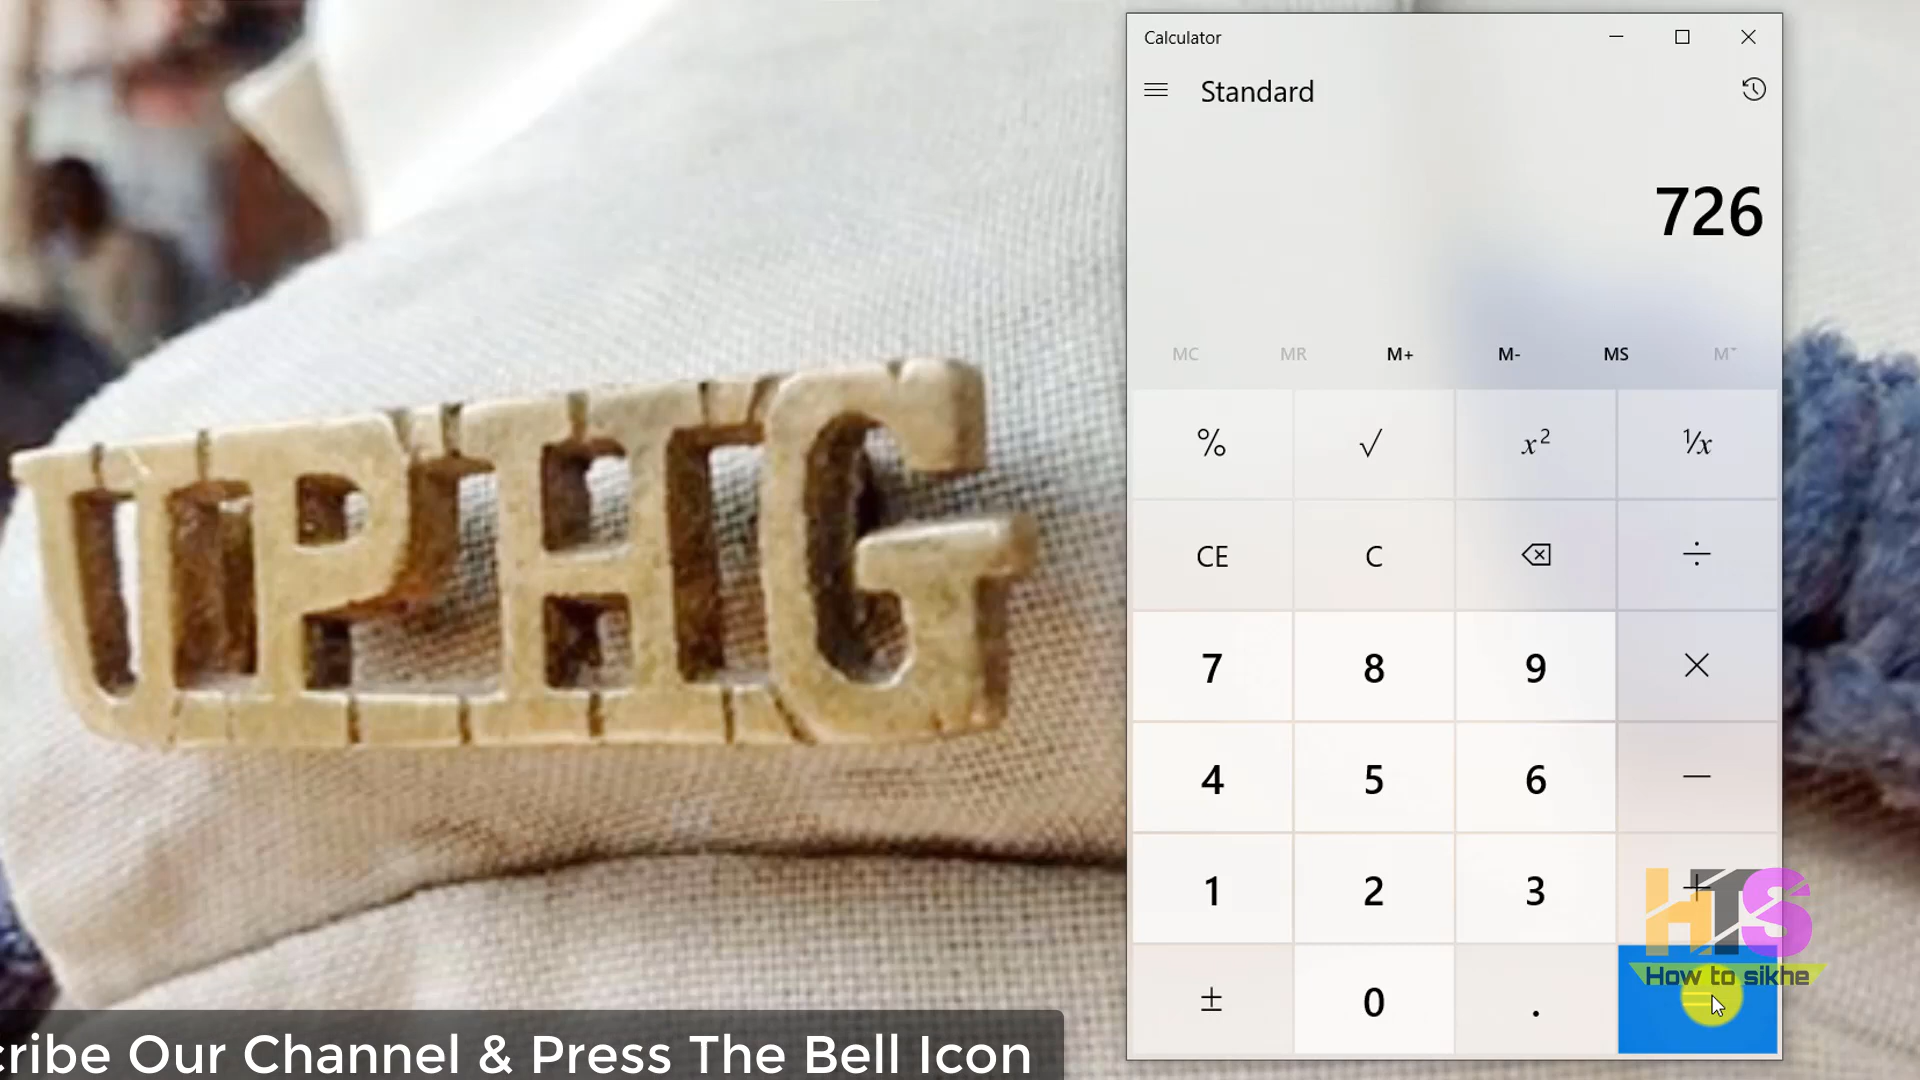 UPHG
Calculator
Standard
726
MC MR M+ M- MS M˅
% √ x² ¹/x
CE C ÷
7 8 9 ×
4 5 6 −
1 2 3 +
± 0 . =
HTS
How to sikhe
cribe Our Channel & Press The Bell Icon